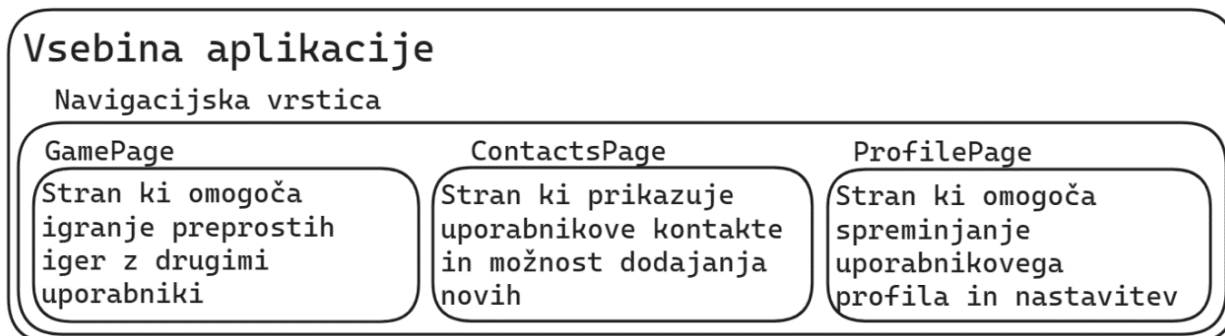 Vsebina aplikacije
Navigacijska vrstica
GamePage
Stran ki omogoča
igranje preprostih
iger z drugimi
uporabniki
ContactsPage
Stran ki prikazuje
uporabnikove kontakte
in možnost dodajanja
novih
ProfilePage
Stran ki omogoča
spreminjanje
uporabnikovega
profila in nastavitev